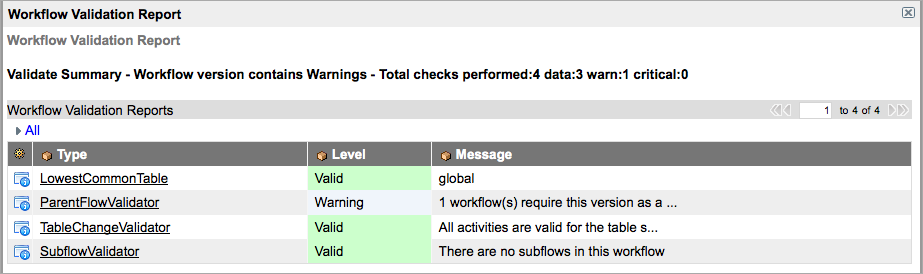 Workflow Validation Report
Workflow Validation Report
Validate Summary - Workflow version contains Warnings - Total checks performed:4 data:3 warn:1 critical:0
Workflow Validation Reports 1 to 4 of 4
All
Type Level Message
LowestCommonTable Valid global
ParentFlowValidator Warning 1 workflow(s) require this version as a ...
TableChangeValidator Valid All activities are valid for the table s...
SubflowValidator Valid There are no subflows in this workflow